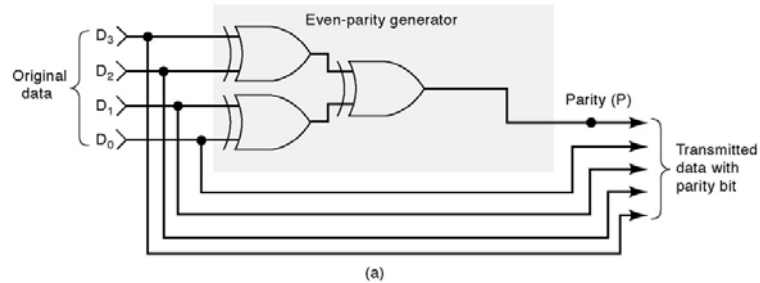 Even-parity generator
D₃
D₂
D₁
D₀
Original
data
Parity (P)
Transmitted
data with
parity bit
(a)